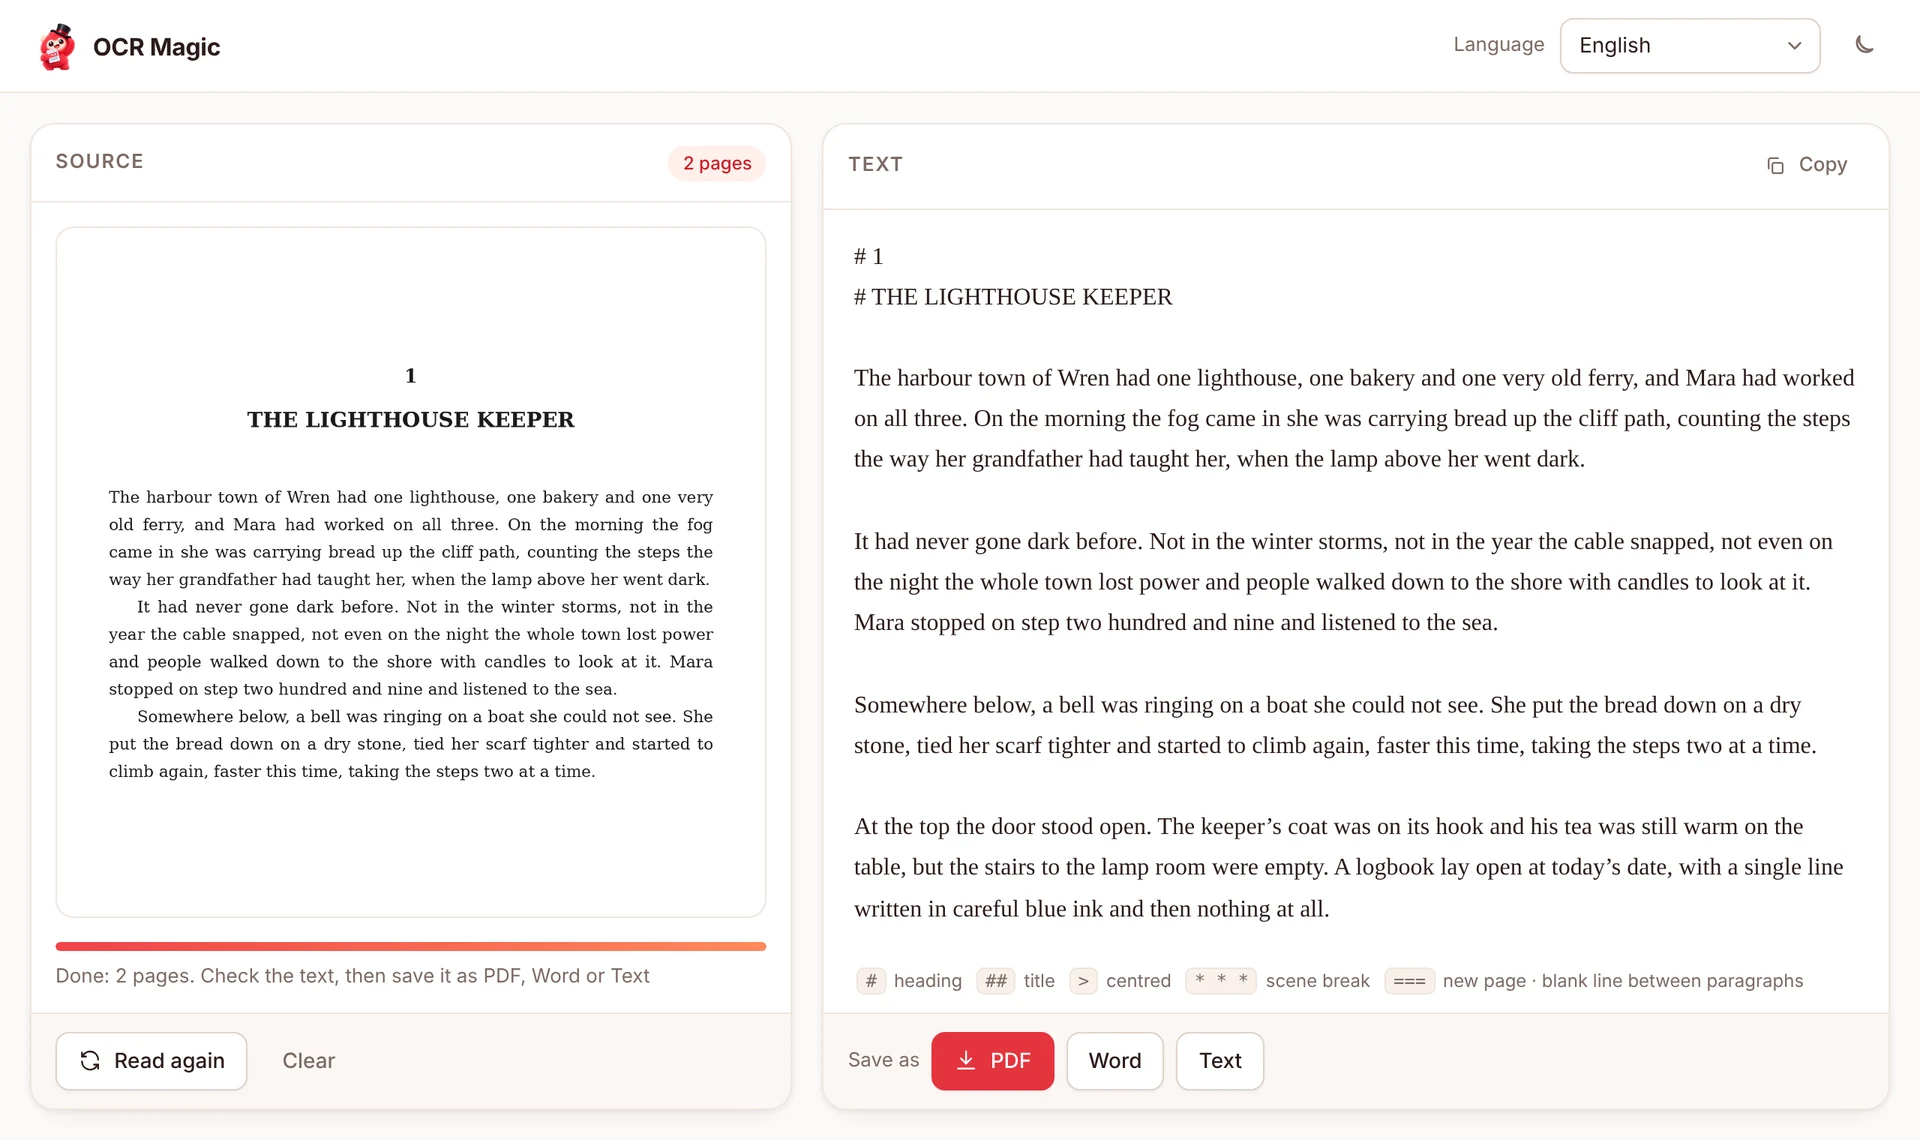 OCR Magic
Language
English
SOURCE
2 pages
1
THE LIGHTHOUSE KEEPER
The harbour town of Wren had one lighthouse, one bakery and one very
old ferry, and Mara had worked on all three. On the morning the fog
came in she was carrying bread up the cliff path, counting the steps the
way her grandfather had taught her, when the lamp above her went dark.
It had never gone dark before. Not in the winter storms, not in the
year the cable snapped, not even on the night the whole town lost power
and people walked down to the shore with candles to look at it. Mara
stopped on step two hundred and nine and listened to the sea.
Somewhere below, a bell was ringing on a boat she could not see. She
put the bread down on a dry stone, tied her scarf tighter and started to
climb again, faster this time, taking the steps two at a time.
Done: 2 pages. Check the text, then save it as PDF, Word or Text
Read again
Clear
TEXT
Copy
# 1
# THE LIGHTHOUSE KEEPER
The harbour town of Wren had one lighthouse, one bakery and one very old ferry, and Mara had worked
on all three. On the morning the fog came in she was carrying bread up the cliff path, counting the steps
the way her grandfather had taught her, when the lamp above her went dark.
It had never gone dark before. Not in the winter storms, not in the year the cable snapped, not even on
the night the whole town lost power and people walked down to the shore with candles to look at it.
Mara stopped on step two hundred and nine and listened to the sea.
Somewhere below, a bell was ringing on a boat she could not see. She put the bread down on a dry
stone, tied her scarf tighter and started to climb again, faster this time, taking the steps two at a time.
At the top the door stood open. The keeper’s coat was on its hook and his tea was still warm on the
table, but the stairs to the lamp room were empty. A logbook lay open at today’s date, with a single line
written in careful blue ink and then nothing at all.
# heading ## title > centred * * * scene break === new page · blank line between paragraphs
Save as
PDF
Word
Text